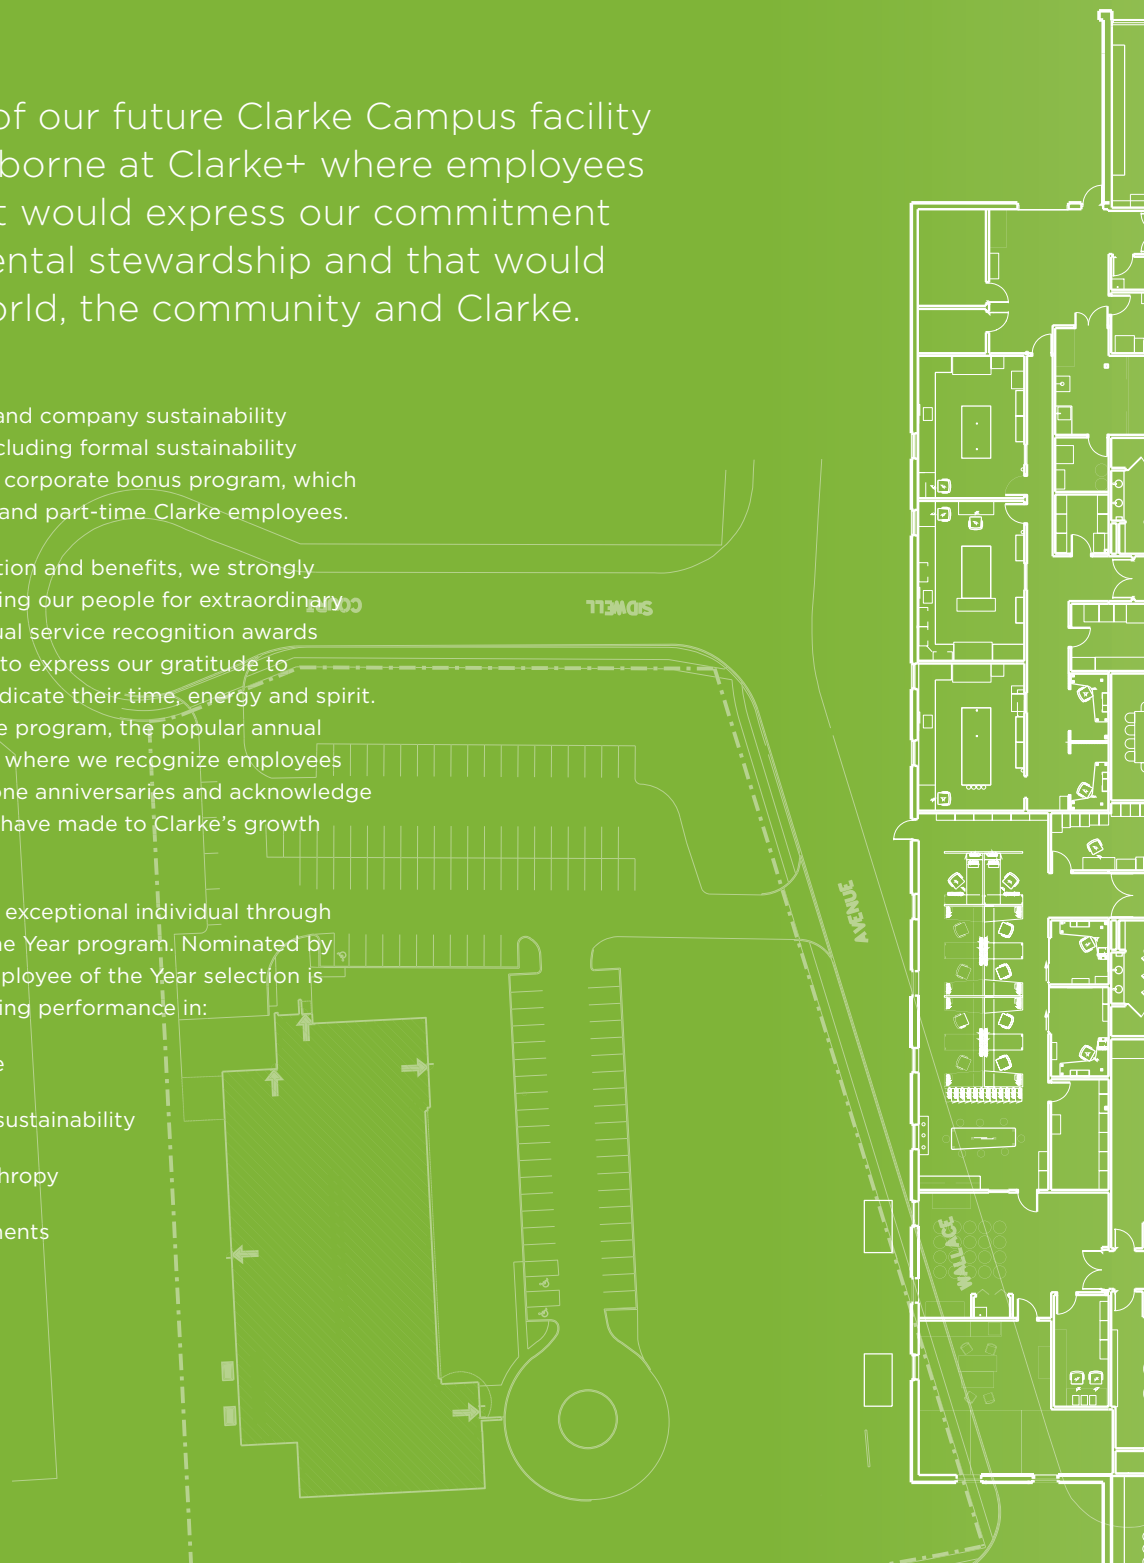 of our future Clarke Campus facility
borne at Clarke+ where employees
t would express our commitment
ental stewardship and that would
orld, the community and Clarke.
and company sustainability
cluding formal sustainability
corporate bonus program, which
and part-time Clarke employees.
tion and benefits, we strongly
ing our people for extraordinary
ual service recognition awards
to express our gratitude to
dicate their time, energy and spirit.
e program, the popular annual
where we recognize employees
one anniversaries and acknowledge
have made to Clarke's growth
exceptional individual through
he Year program. Nominated by
ployee of the Year selection is
ing performance in:
e
sustainability
hropy
nents
COURT
SIDWELL
AVENUE
WALLACE